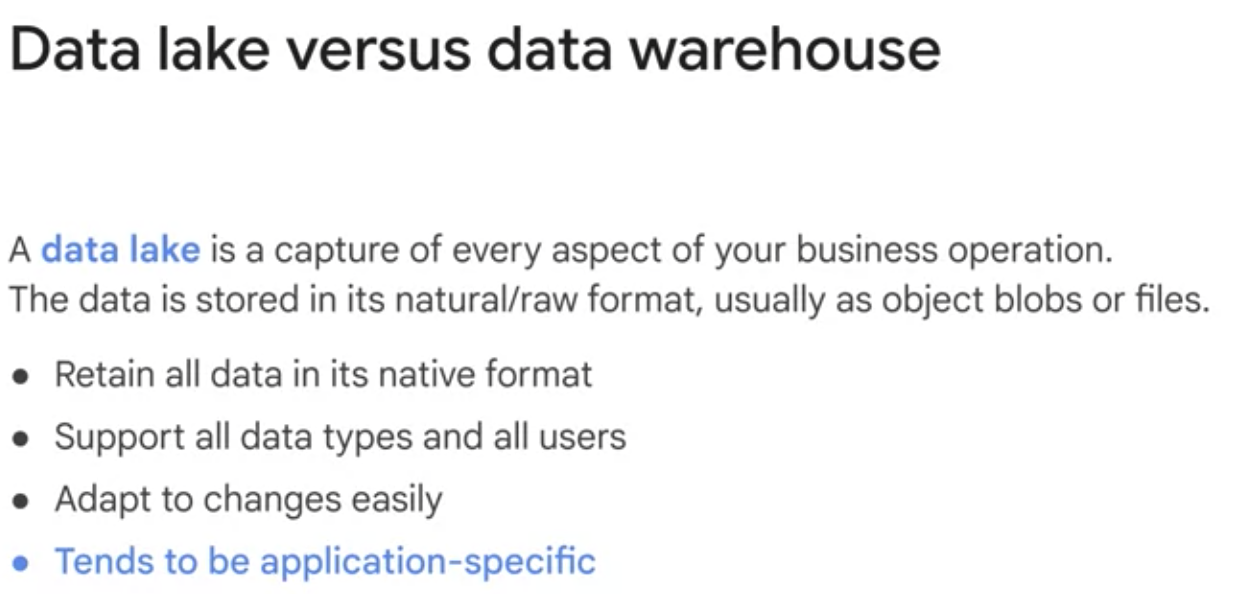 Data lake versus data warehouse
A data lake is a capture of every aspect of your business operation.
The data is stored in its natural/raw format, usually as object blobs or files.
● Retain all data in its native format
● Support all data types and all users
● Adapt to changes easily
● Tends to be application-specific